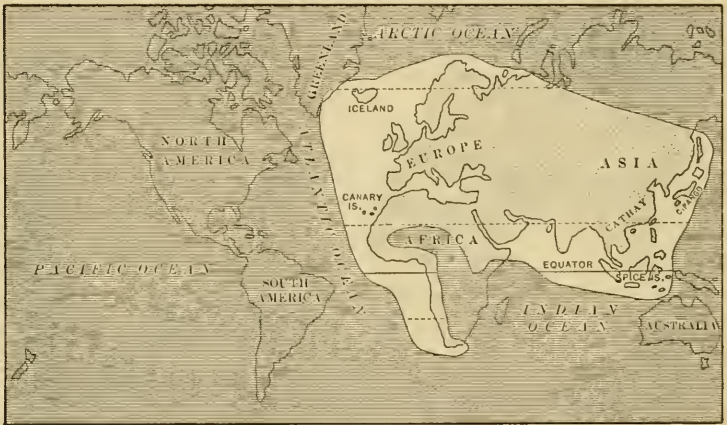 ARCTIC OCEAN
GREENLAND
ICELAND
NORTH
AMERICA
EUROPE
ASIA
ATLANTIC OCEAN
CANARY
IS.
CATHAY
CIPANGO
AFRICA
EQUATOR
PACIFIC OCEAN
SOUTH
AMERICA
SPICE IS.
INDIAN
OCEAN
AUSTRALIA